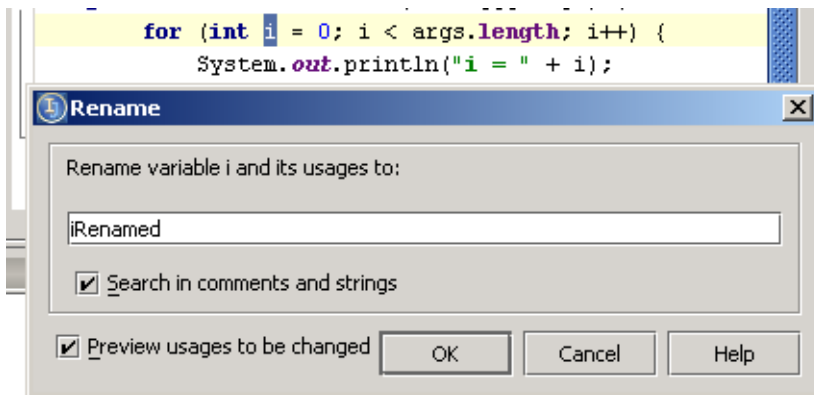 for (int i = 0; i < args.length; i++) {
System.out.println("i = " + i);
Rename
Rename variable i and its usages to:
iRenamed
Search in comments and strings
Preview usages to be changed
OK
Cancel
Help